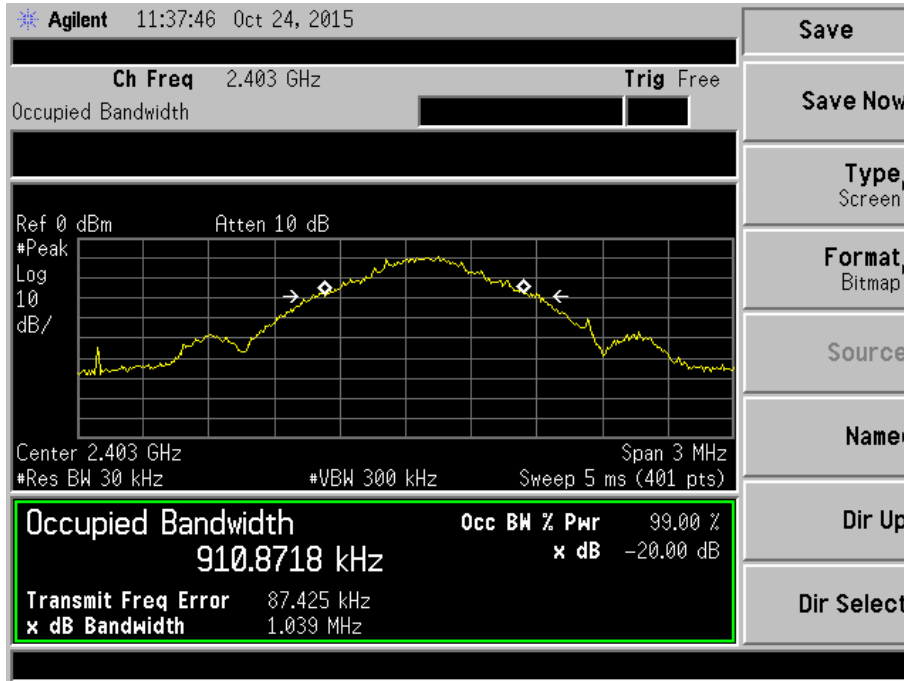 Agilent 11:37:46 Oct 24, 2015
Ch Freq 2.403 GHz Trig Free
Occupied Bandwidth
Ref 0 dBm Atten 10 dB
#Peak
Log
10
dB/
Center 2.403 GHz Span 3 MHz
#Res BW 30 kHz #VBW 300 kHz Sweep 5 ms (401 pts)
Occupied Bandwidth
910.8718 kHz
Occ BW % Pwr 99.00 %
x dB -20.00 dB
Transmit Freq Error 87.425 kHz
x dB Bandwidth 1.039 MHz
Save
Save Now
Type
Screen
Format
Bitmap
Source
Name
Dir Up
Dir Select